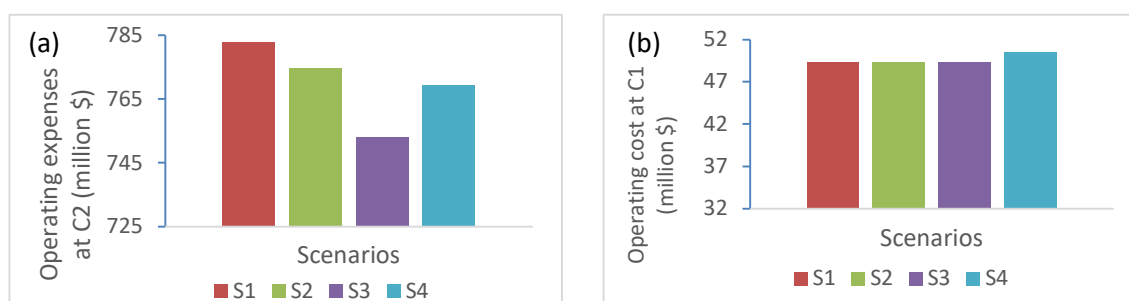 (a)
Operating expenses
at C2 (million $)
785
765
745
725
Scenarios
S1 S2 S3 S4
(b)
Operating cost at C1
(million $)
52
47
42
37
32
Scenarios
S1 S2 S3 S4